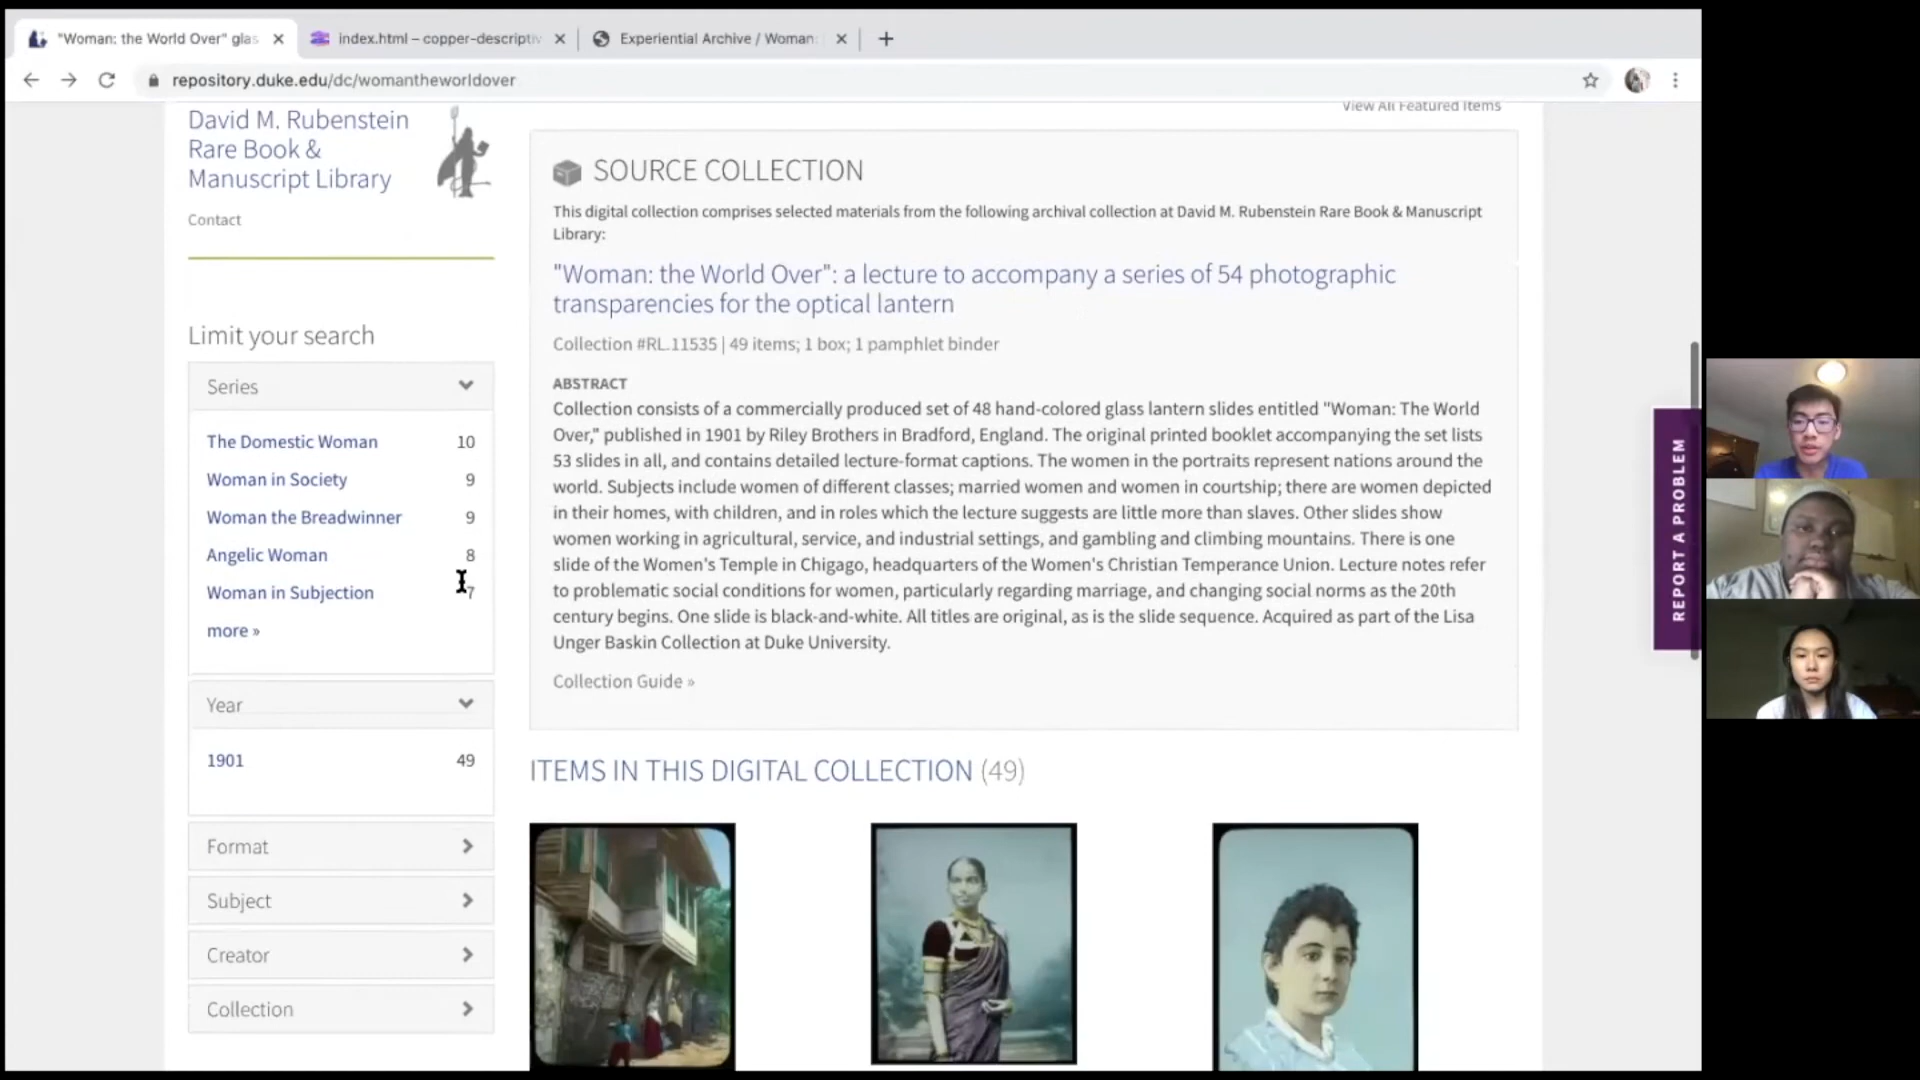 "Woman: the World Over" glas
index.html – copper-descriptiv
Experiential Archive / Woman:
repository.duke.edu/dc/womantheworldover
David M. Rubenstein
Rare Book &
Manuscript Library
Contact
Limit your search
Series
The Domestic Woman 10
Woman in Society 9
Woman the Breadwinner 9
Angelic Woman 8
Woman in Subjection 7
more »
Year
1901 49
Format
Subject
Creator
Collection
View All Featured Items
SOURCE COLLECTION
This digital collection comprises selected materials from the following archival collection at David M. Rubenstein Rare Book & Manuscript
Library:
"Woman: the World Over": a lecture to accompany a series of 54 photographic
transparencies for the optical lantern
Collection #RL.11535 | 49 items; 1 box; 1 pamphlet binder
ABSTRACT
Collection consists of a commercially produced set of 48 hand-colored glass lantern slides entitled "Woman: The World
Over," published in 1901 by Riley Brothers in Bradford, England. The original printed booklet accompanying the set lists
53 slides in all, and contains detailed lecture-format captions. The women in the portraits represent nations around the
world. Subjects include women of different classes; married women and women in courtship; there are women depicted
in their homes, with children, and in roles which the lecture suggests are little more than slaves. Other slides show
women working in agricultural, service, and industrial settings, and gambling and climbing mountains. There is one
slide of the Women's Temple in Chigago, headquarters of the Women's Christian Temperance Union. Lecture notes refer
to problematic social conditions for women, particularly regarding marriage, and changing social norms as the 20th
century begins. One slide is black-and-white. All titles are original, as is the slide sequence. Acquired as part of the Lisa
Unger Baskin Collection at Duke University.
Collection Guide »
ITEMS IN THIS DIGITAL COLLECTION (49)
REPORT A PROBLEM